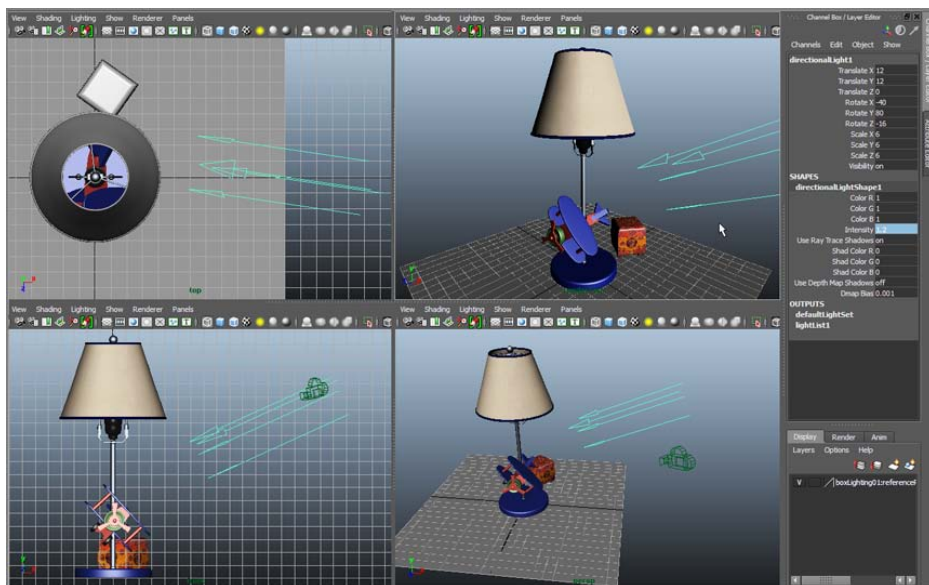 View Shading Lighting Show Renderer Panels
View Shading Lighting Show Renderer Panels
top
View Shading Lighting Show Renderer Panels
View Shading Lighting Show Renderer Panels
Channel Box / Layer Editor
Channels Edit Object Show
directionalLight1
Translate X 12
Translate Y 12
Translate Z 0
Rotate X -40
Rotate Y 80
Rotate Z -16
Scale X 6
Scale Y 6
Scale Z 6
Visibility on
SHAPES
directionalLightShape1
Color R 1
Color G 1
Color B 1
Intensity 1.2
Use Ray Trace Shadows on
Shad Color R 0
Shad Color G 0
Shad Color B 0
Use Depth Map Shadows off
Dmap Bias 0.001
OUTPUTS
defaultLightSet
lightList1
Attribute Editor
Display Render Anim
Layers Options Help
V